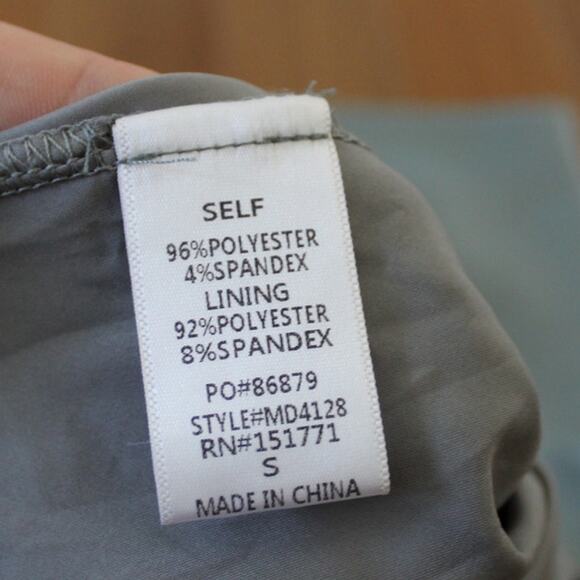 SELF
96%POLYESTER
4%SPANDEX
LINING
92%POLYESTER
8%SPANDEX
PO#86879
STYLE#MD4128
RN#151771
S
MADE IN CHINA